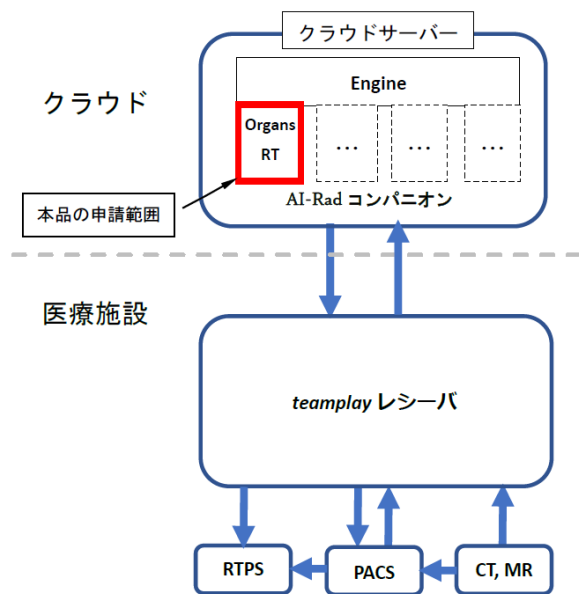 クラウドサーバー
クラウド
Engine
Organs
RT
…
…
…
本品の申請範囲
AI-Rad コンパニオン
医療施設
teamplay レシーバ
RTPS
PACS
CT, MR